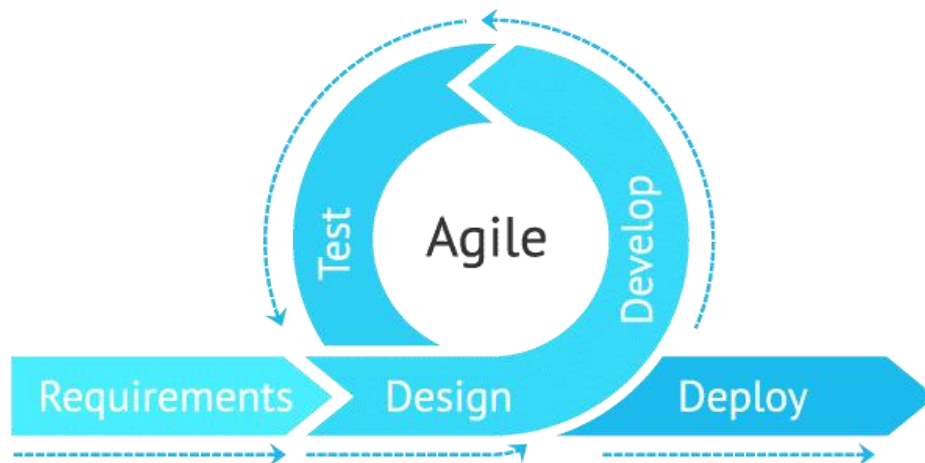 Agile
Test
Develop
Requirements
Design
Deploy